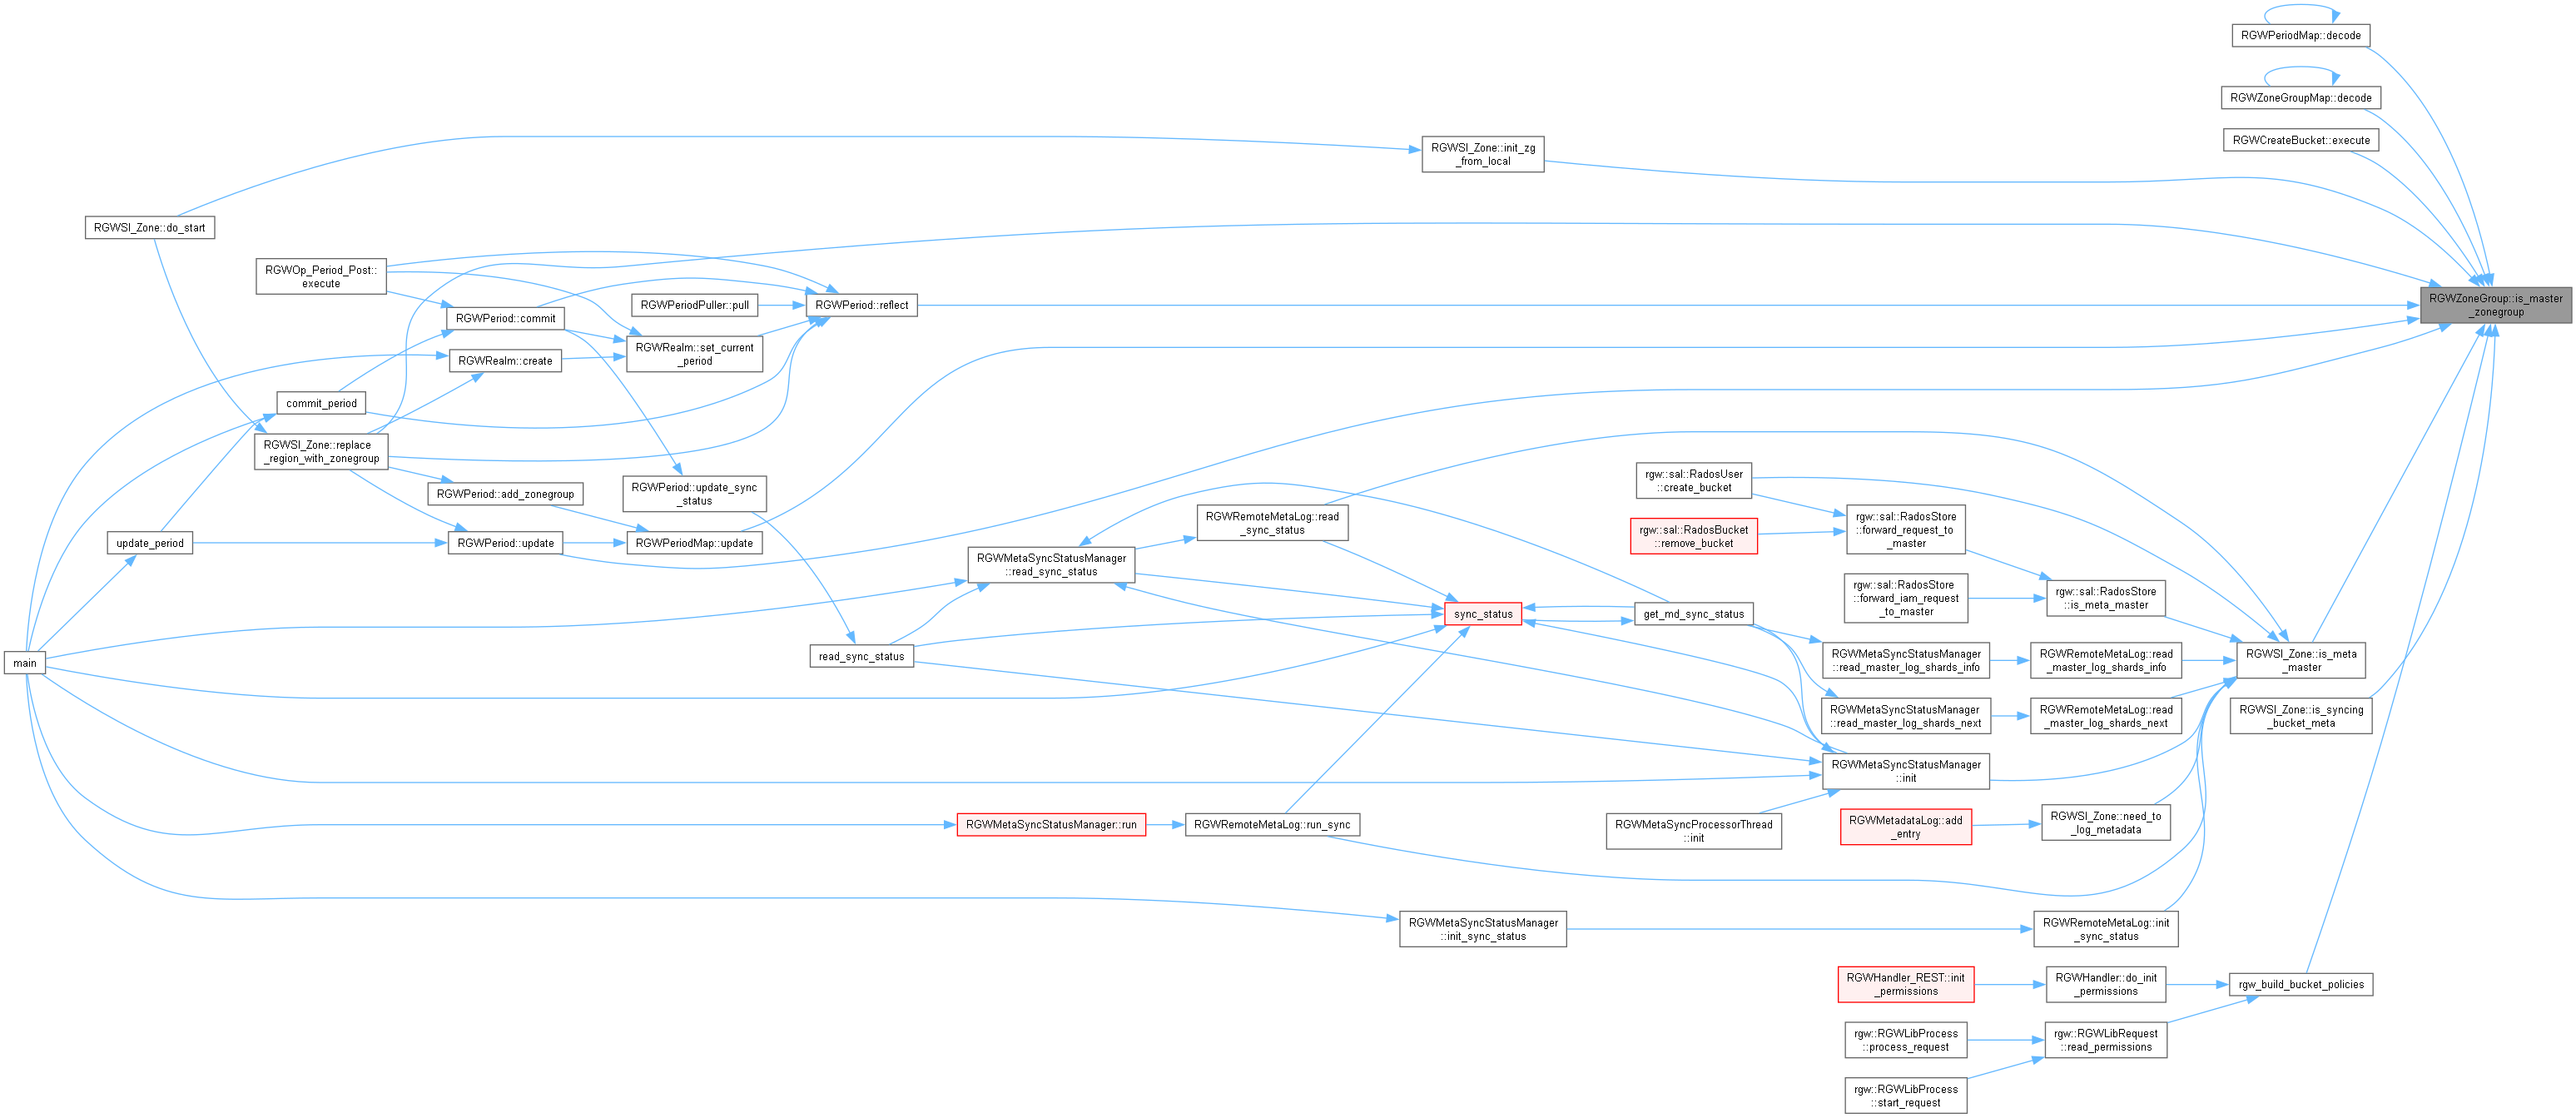 RGWPeriodMap::decode
RGWZoneGroupMap::decode
RGWCreateBucket::execute
RGWSI_Zone::init_zg
_from_local
RGWSI_Zone::do_start
RGWOp_Period_Post::
execute
RGWPeriodPuller::pull
RGWPeriod::reflect
RGWZoneGroup::is_master
_zonegroup
RGWPeriod::commit
RGWRealm::set_current
_period
RGWRealm::create
commit_period
RGWSI_Zone::replace
_region_with_zonegroup
RGWPeriod::add_zonegroup
RGWPeriod::update_sync
_status
rgw::sal::RadosUser
::create_bucket
RGWRemoteMetaLog::read
_sync_status
rgw::sal::RadosBucket
::remove_bucket
rgw::sal::RadosStore
::forward_request_to
_master
update_period
RGWPeriod::update
RGWPeriodMap::update
RGWMetaSyncStatusManager
::read_sync_status
rgw::sal::RadosStore
::forward_iam_request
_to_master
rgw::sal::RadosStore
::is_meta_master
sync_status
get_md_sync_status
main
read_sync_status
RGWMetaSyncStatusManager
::read_master_log_shards_info
RGWRemoteMetaLog::read
_master_log_shards_info
RGWSI_Zone::is_meta
_master
RGWMetaSyncStatusManager
::read_master_log_shards_next
RGWRemoteMetaLog::read
_master_log_shards_next
RGWSI_Zone::is_syncing
_bucket_meta
RGWMetaSyncStatusManager
::init
RGWMetaSyncStatusManager::run
RGWRemoteMetaLog::run_sync
RGWMetaSyncProcessorThread
::init
RGWMetadataLog::add
_entry
RGWSI_Zone::need_to
_log_metadata
RGWMetaSyncStatusManager
::init_sync_status
RGWRemoteMetaLog::init
_sync_status
RGWHandler_REST::init
_permissions
RGWHandler::do_init
_permissions
rgw_build_bucket_policies
rgw::RGWLibProcess
::process_request
rgw::RGWLibRequest
::read_permissions
rgw::RGWLibProcess
::start_request